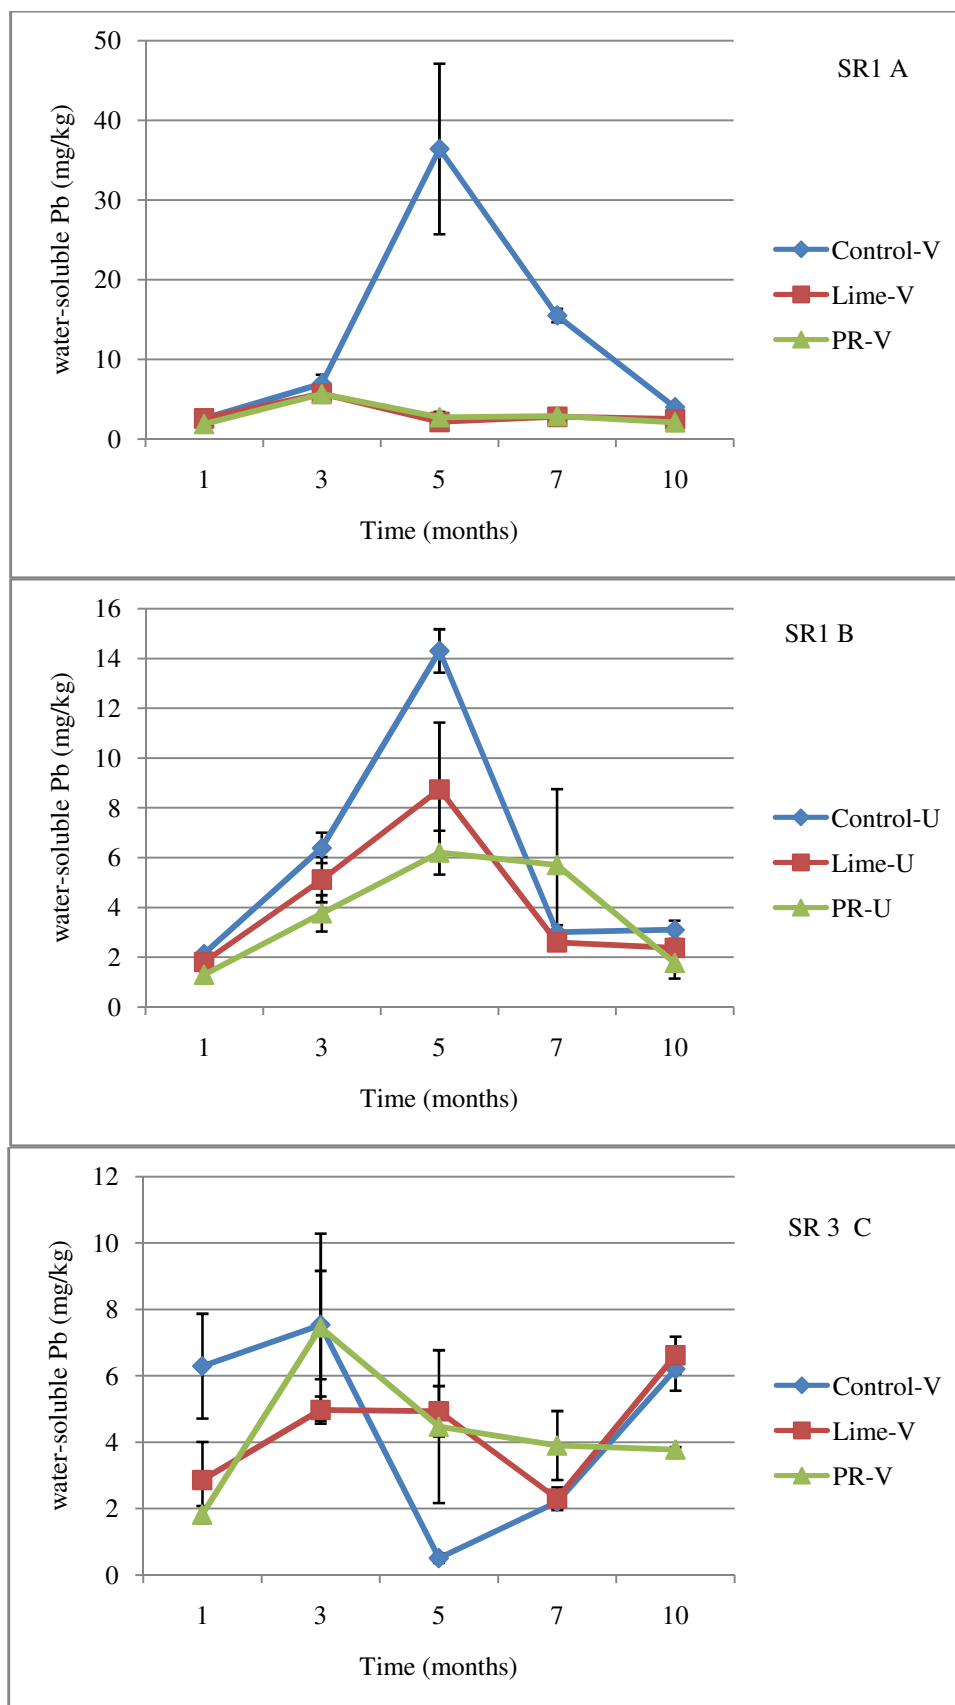 SR1 A
water-soluble Pb (mg/kg)
50
40
30
20
10
0
1 3 5 7 10
Time (months)
Control-V
Lime-V
PR-V
SR1 B
water-soluble Pb (mg/kg)
16
14
12
10
8
6
4
2
0
1 3 5 7 10
Time (months)
Control-U
Lime-U
PR-U
SR 3 C
water-soluble Pb (mg/kg)
12
10
8
6
4
2
0
1 3 5 7 10
Time (months)
Control-V
Lime-V
PR-V